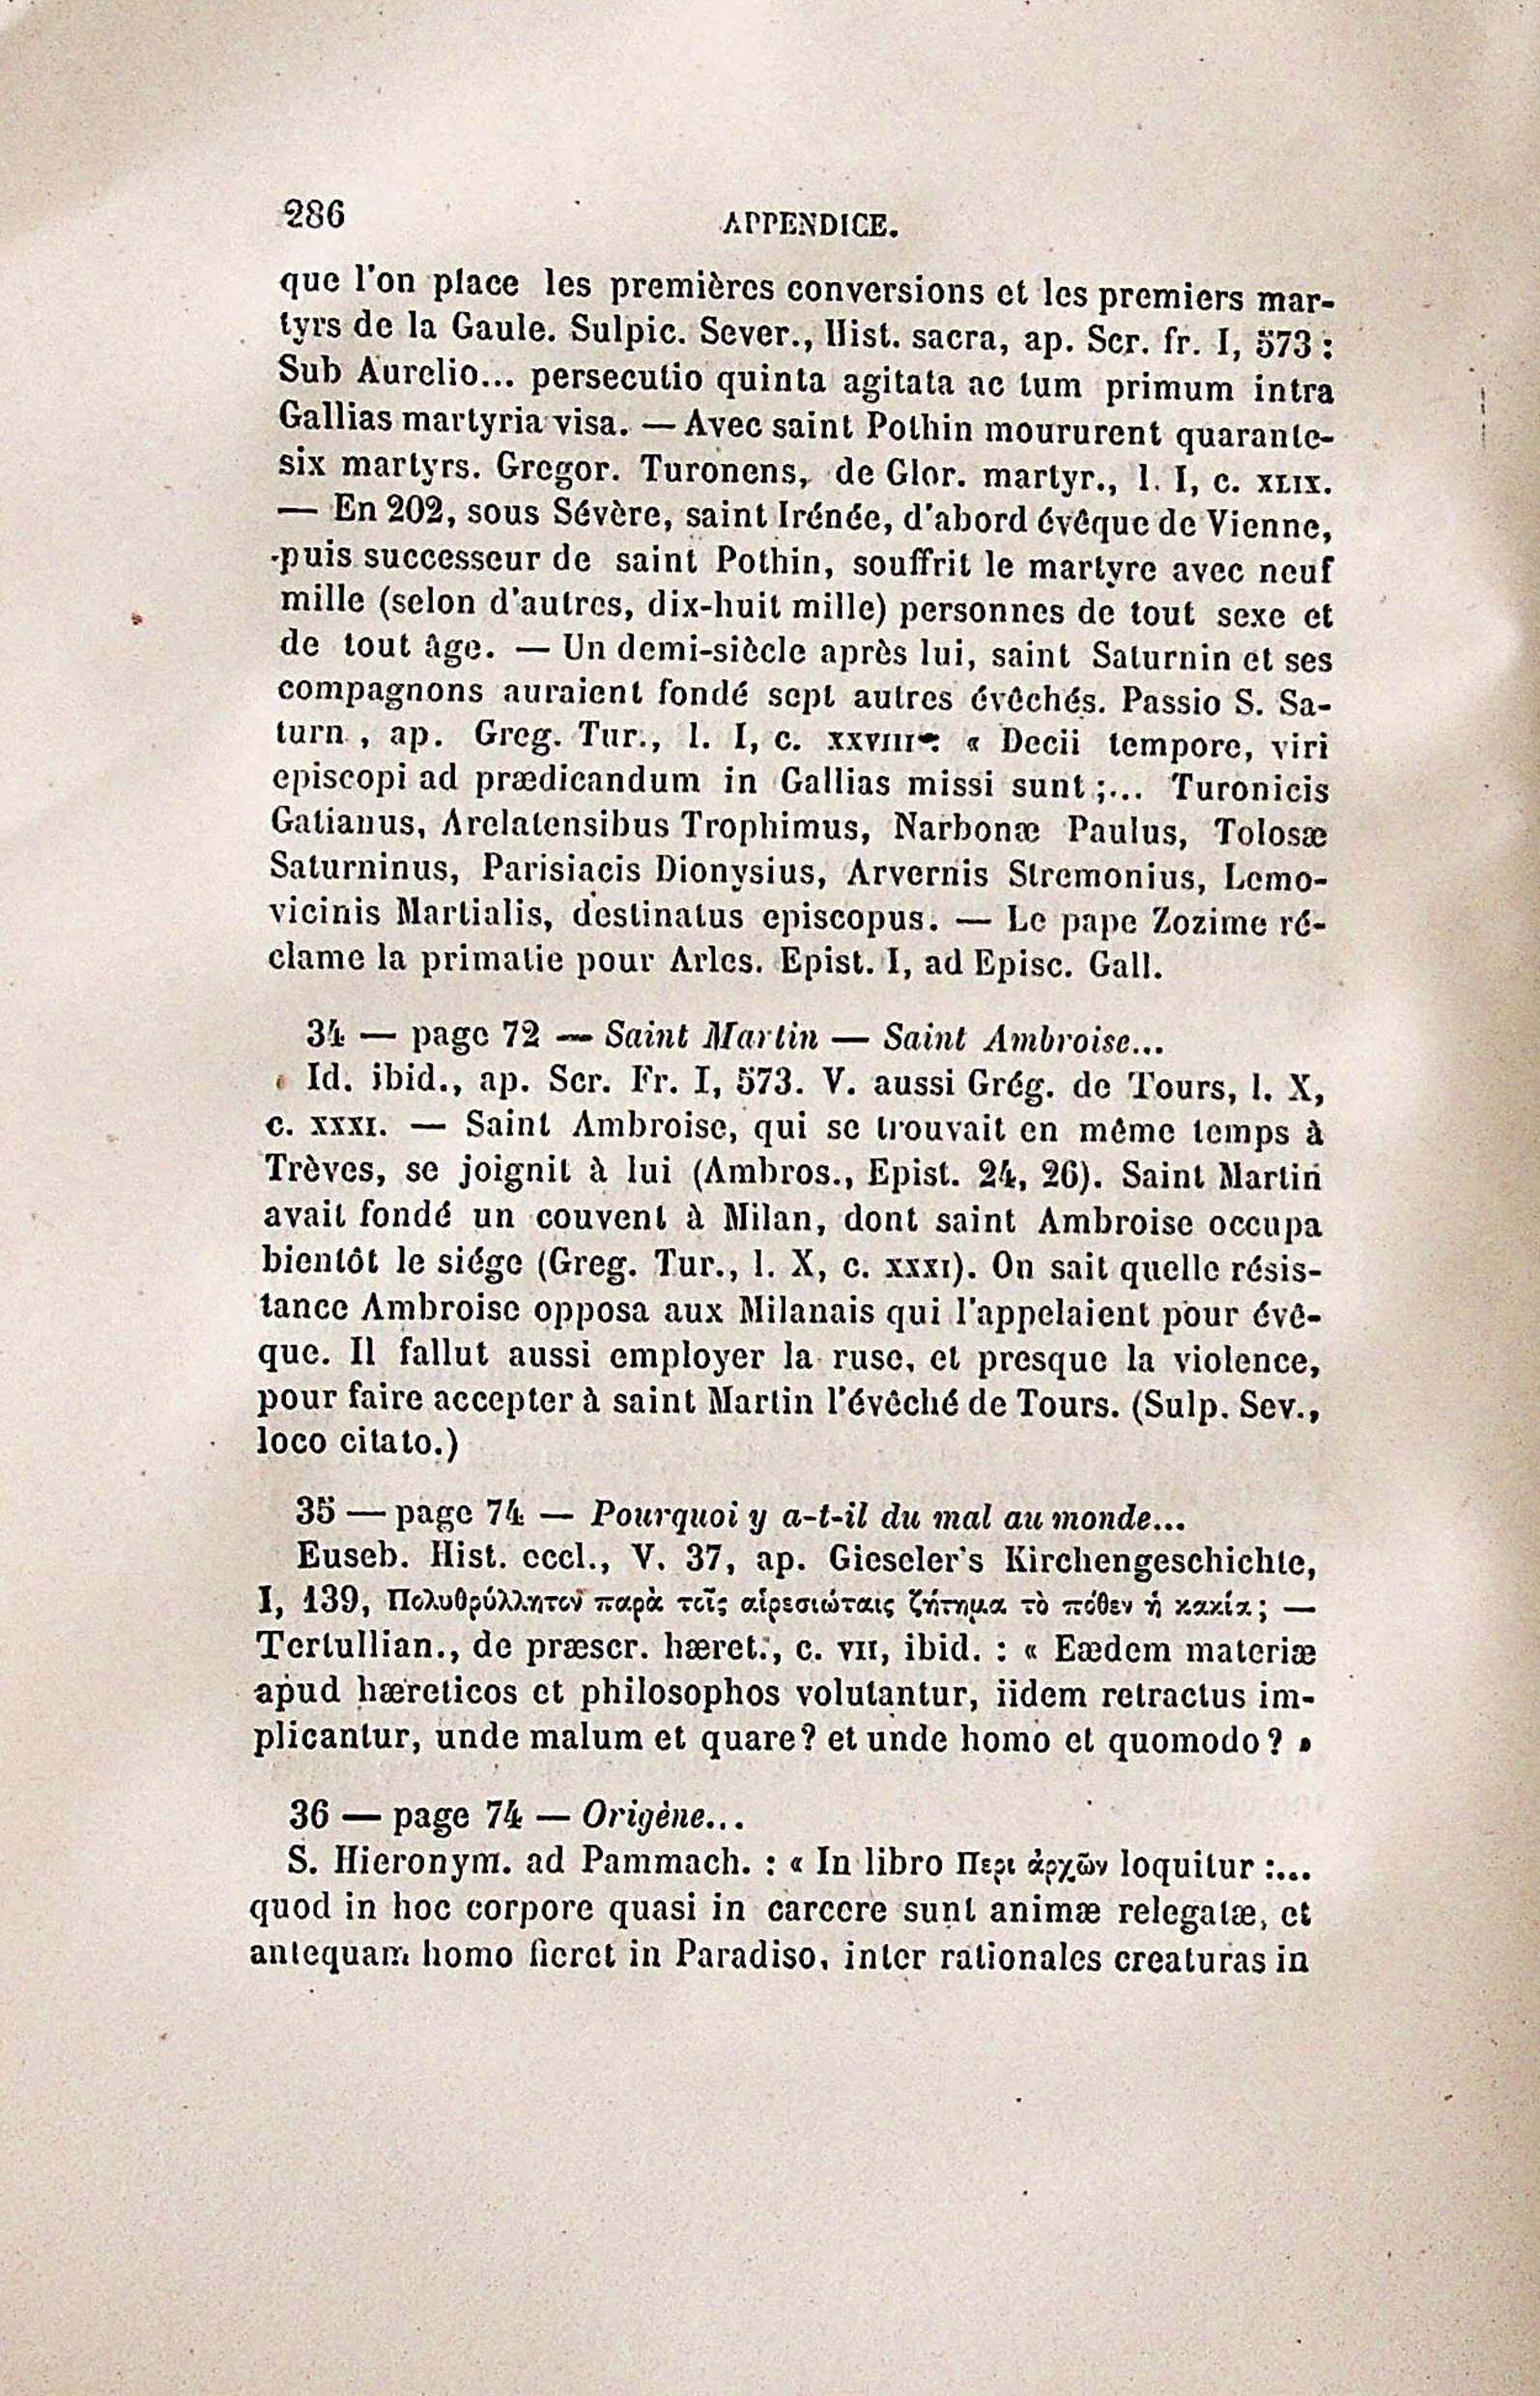 286
APPENDICE.
que l'on place les premières conversions et les premiers mar-
tyrs de la Gaule. Sulpic. Sever., Hist. sacra, ap. Scr. fr. I, 573 :
Sub Aurelio... persecutio quinta agitata ac tum primum intra
Gallias martyria visa. — Avec saint Pothin moururent quarante-
six martyrs. Gregor. Turonens, de Glor. martyr., l. I, c. XLIX.
— En 202, sous Sévère, saint Irénée, d'abord évêque de Vienne,
puis successeur de saint Pothin, souffrit le martyre avec neuf
mille (selon d'autres, dix-huit mille) personnes de tout sexe et
de tout âge. — Un demi-siècle après lui, saint Saturnin et ses
compagnons auraient fondé sept autres évêchés. Passio S. Sa-
turn , ap. Greg. Tur., l. I, c. XXVIII : « Decii tempore, viri
episcopi ad prædicandum in Gallias missi sunt ;... Turonicis
Gatianus, Arelatensibus Trophimus, Narbonæ Paulus, Tolosæ
Saturninus, Parisiacis Dionysius, Arvernis Stremonius, Lemo-
vicinis Martialis, destinatus episcopus. — Le pape Zozime ré-
clame la primatie pour Arles. Epist. I, ad Episc. Gall.
34 — page 72 — Saint Martin — Saint Ambroise...
Id. ibid., ap. Scr. Fr. I, 573. V. aussi Grég. de Tours, l. X,
c. XXXI. — Saint Ambroise, qui se trouvait en même temps à
Trèves, se joignit à lui (Ambros., Epist. 24, 26). Saint Martin
avait fondé un couvent à Milan, dont saint Ambroise occupa
bientôt le siége (Greg. Tur., l. X, c. XXXI). On sait quelle résis-
tance Ambroise opposa aux Milanais qui l'appelaient pour évê-
que. Il fallut aussi employer la ruse, et presque la violence,
pour faire accepter à saint Martin l'évêché de Tours. (Sulp. Sev.,
loco citato.)
35 — page 74 — Pourquoi y a-t-il du mal au monde...
Euseb. Hist. eccl., V. 37, ap. Gieseler's Kirchengeschichte,
I, 139, Πολυθρύλλητον παρὰ τοῖς αἱρεσιώταις ζήτημα τὸ πόθεν ἡ κακία ; —
Tertullian., de præscr. hæret., c. VII, ibid. : « Eædem materiæ
apud hæreticos et philosophos volutantur, iidem retractus im-
plicantur, unde malum et quare ? et unde homo et quomodo ? »
36 — page 74 — Origène...
S. Hieronym. ad Pammach. : « In libro Περι ἀρχῶν loquitur :...
quod in hoc corpore quasi in carcere sunt animæ relegatæ, et
antequam homo fieret in Paradiso, inter rationales creaturas in